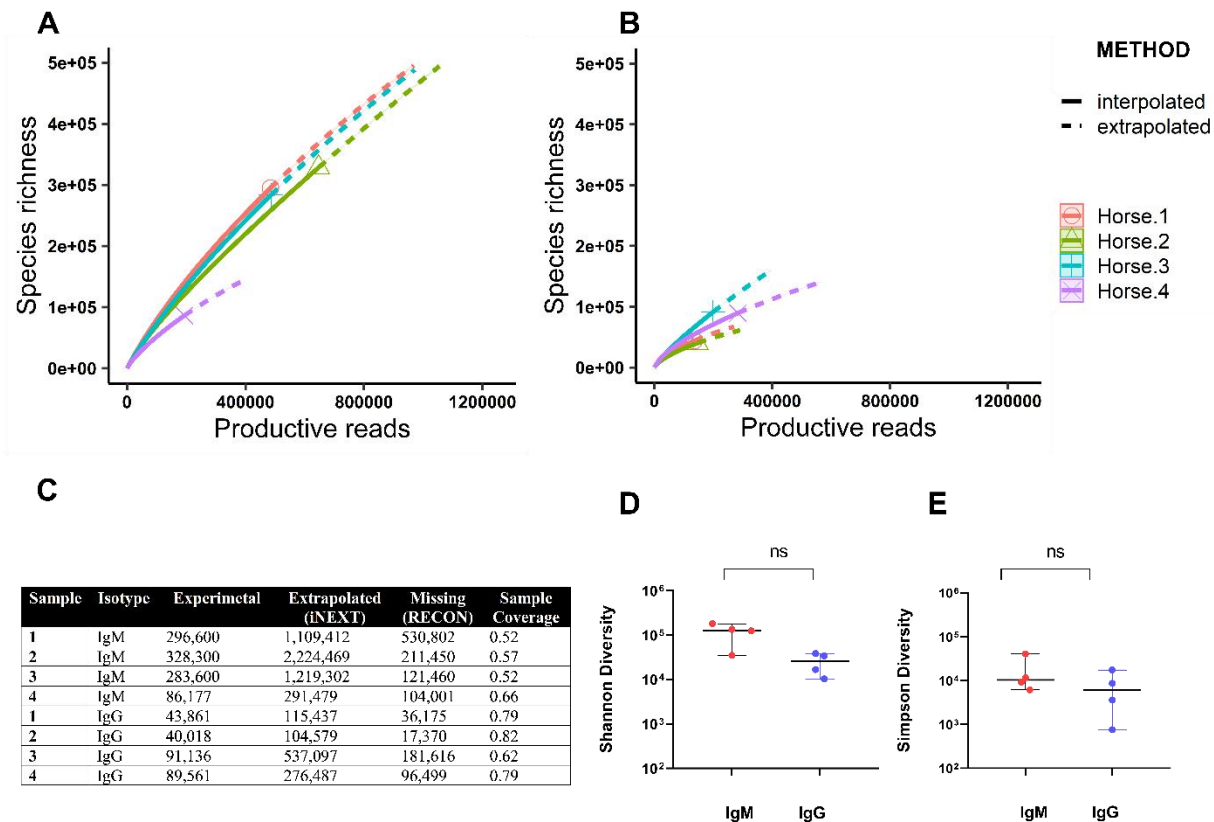 A
B
METHOD
interpolated
extrapolated
Horse.1
Horse.2
Horse.3
Horse.4
Species richness
5e+05
4e+05
3e+05
2e+05
1e+05
0e+00
0 400000 800000 1200000
Productive reads
Species richness
5e+05
4e+05
3e+05
2e+05
1e+05
0e+00
0 400000 800000 1200000
Productive reads
C
Sample Isotype Experimetal Extrapolated (iNEXT) Missing (RECON) Sample Coverage
1 IgM 296,600 1,109,412 530,802 0.52
2 IgM 328,300 2,224,469 211,450 0.57
3 IgM 283,600 1,219,302 121,460 0.52
4 IgM 86,177 291,479 104,001 0.66
1 IgG 43,861 115,437 36,175 0.79
2 IgG 40,018 104,579 17,370 0.82
3 IgG 91,136 537,097 181,616 0.62
4 IgG 89,561 276,487 96,499 0.79
D
ns
Shannon Diversity
10⁶
10⁵
10⁴
10³
10²
IgM IgG
E
ns
Simpson Diversity
10⁶
10⁵
10⁴
10³
10²
IgM IgG